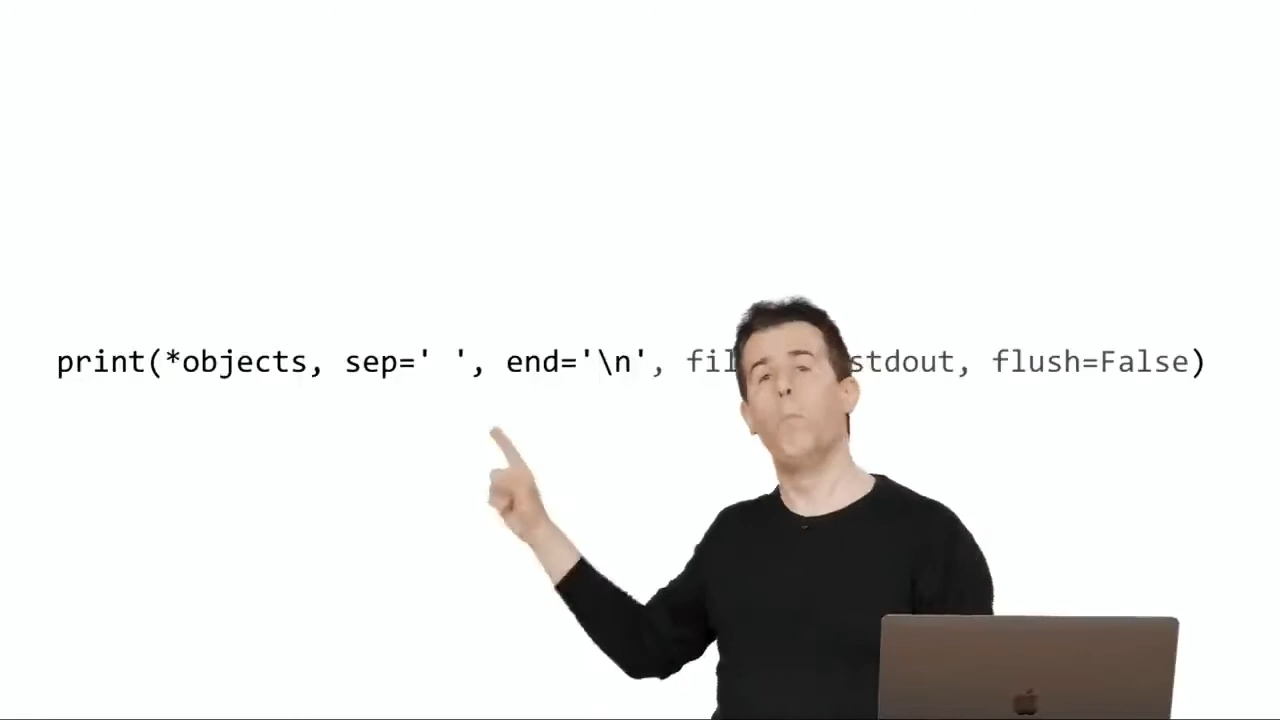 print(*objects, sep=' ', end='\n', fil stdout, flush=False)